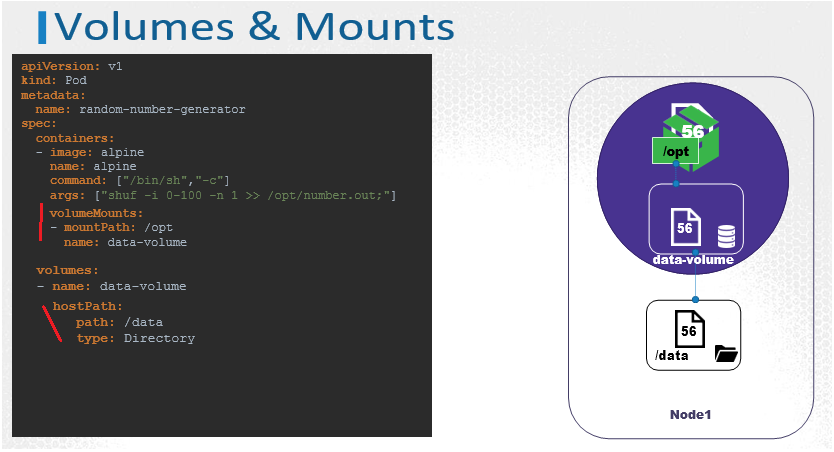 Volumes & Mounts
apiVersion: v1
kind: Pod
metadata:
  name: random-number-generator
spec:
  containers:
  - image: alpine
    name: alpine
    command: ["/bin/sh","-c"]
    args: ["shuf -i 0-100 -n 1 >> /opt/number.out;"]
    volumeMounts:
    - mountPath: /opt
      name: data-volume
  volumes:
  - name: data-volume
    hostPath:
       path: /data
       type: Directory
56
/opt
56
data-volume
56
/data
Node1